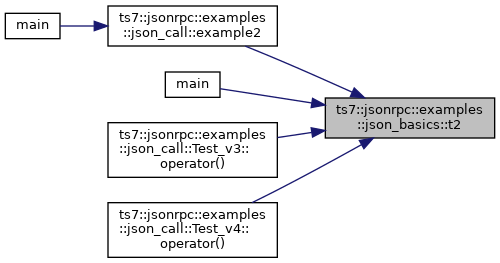 main
ts7::jsonrpc::examples
::json_call::example2
main
ts7::jsonrpc::examples
::json_basics::t2
ts7::jsonrpc::examples
::json_call::Test_v3::
operator()
ts7::jsonrpc::examples
::json_call::Test_v4::
operator()